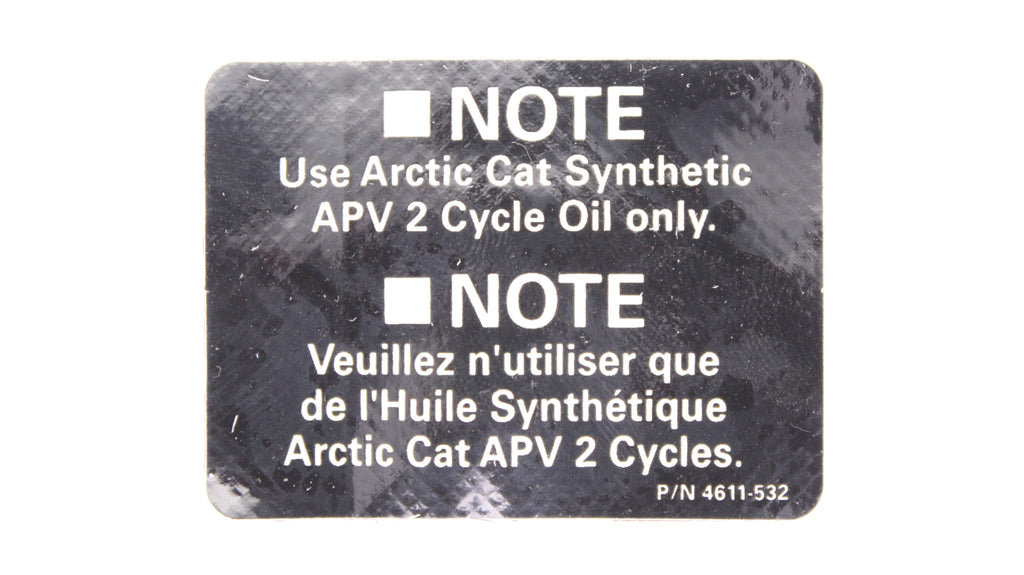 NOTE
Use Arctic Cat Synthetic
APV 2 Cycle Oil only.
NOTE
Veuillez n'utiliser que
de l'Huile Synthétique
Arctic Cat APV 2 Cycles.
P/N 4611-532